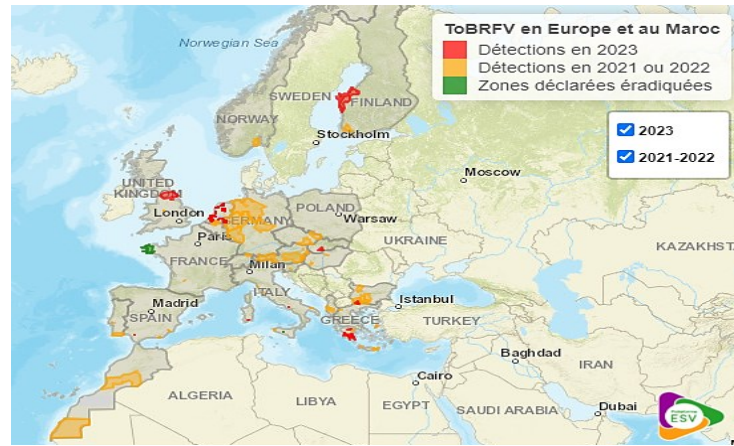 ToBRFV en Europe et au Maroc
Détections en 2023
Détections en 2021 ou 2022
Zones déclarées éradiquées
2023
2021-2022
Norwegian Sea
SWEDEN
FINLAND
NORWAY
Stockholm
Moscow
UNITED
KINGDOM
London
GERMANY
POLAND
Warsaw
Paris
UKRAINE
KAZAKHST
FRANCE
Milan
ITALY
Madrid
SPAIN
Istanbul
GREECE
TURKEY
Baghdad
IRAN
Cairo
ALGERIA
LIBYA
EGYPT
SAUDI ARABIA
Dubai
ESV